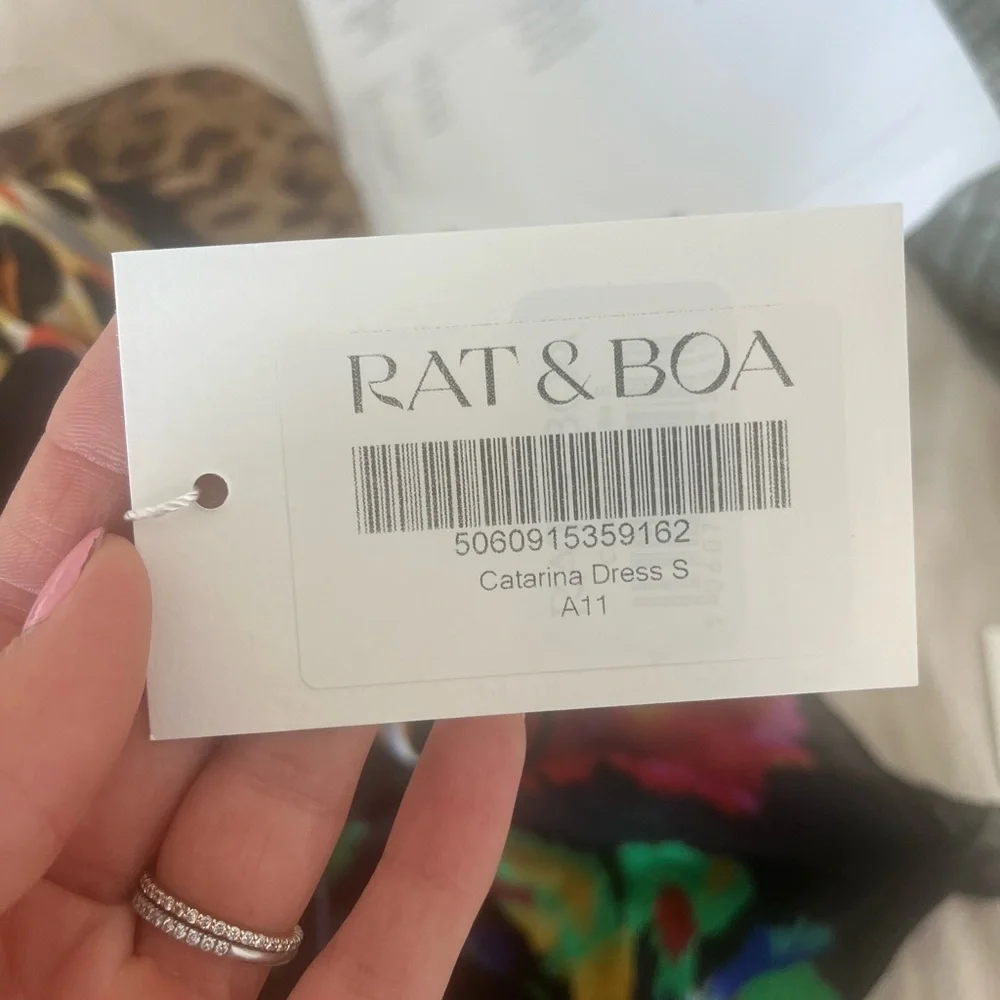 RAT & BOA
5060915359162
Catarina Dress S
A11